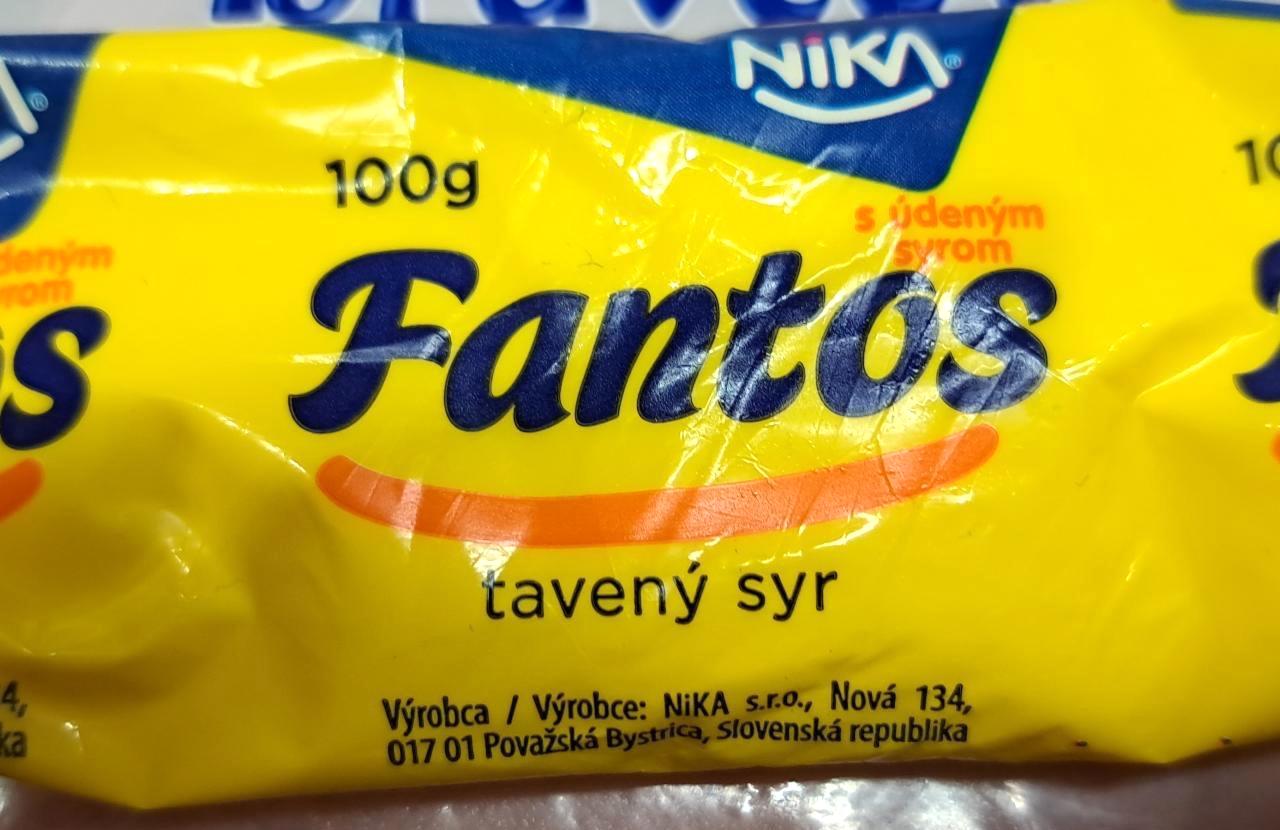 NiKA®
100g
s údeným
syrom
Fantos
tavený syr
Výrobca / Výrobce: NiKA s.r.o., Nová 134,
017 01 Považská Bystrica, Slovenská republika